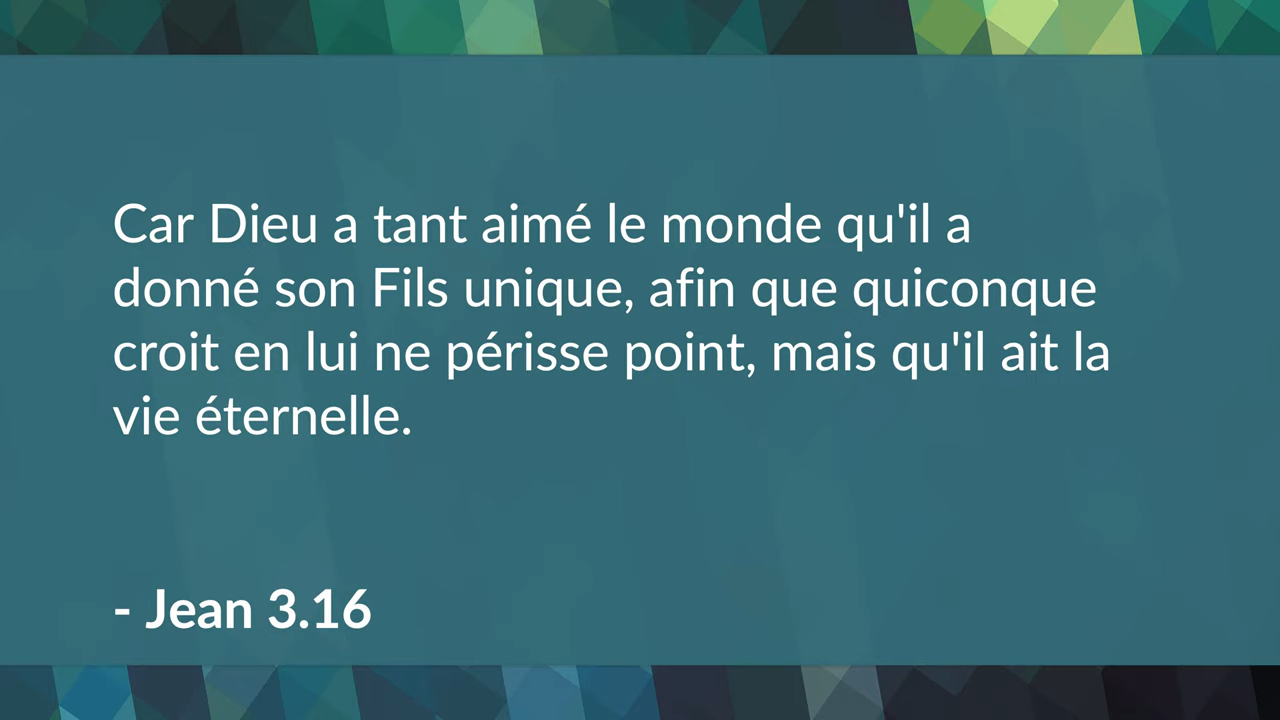 Car Dieu a tant aimé le monde qu'il a
donné son Fils unique, afin que quiconque
croit en lui ne périsse point, mais qu'il ait la
vie éternelle.
- Jean 3.16